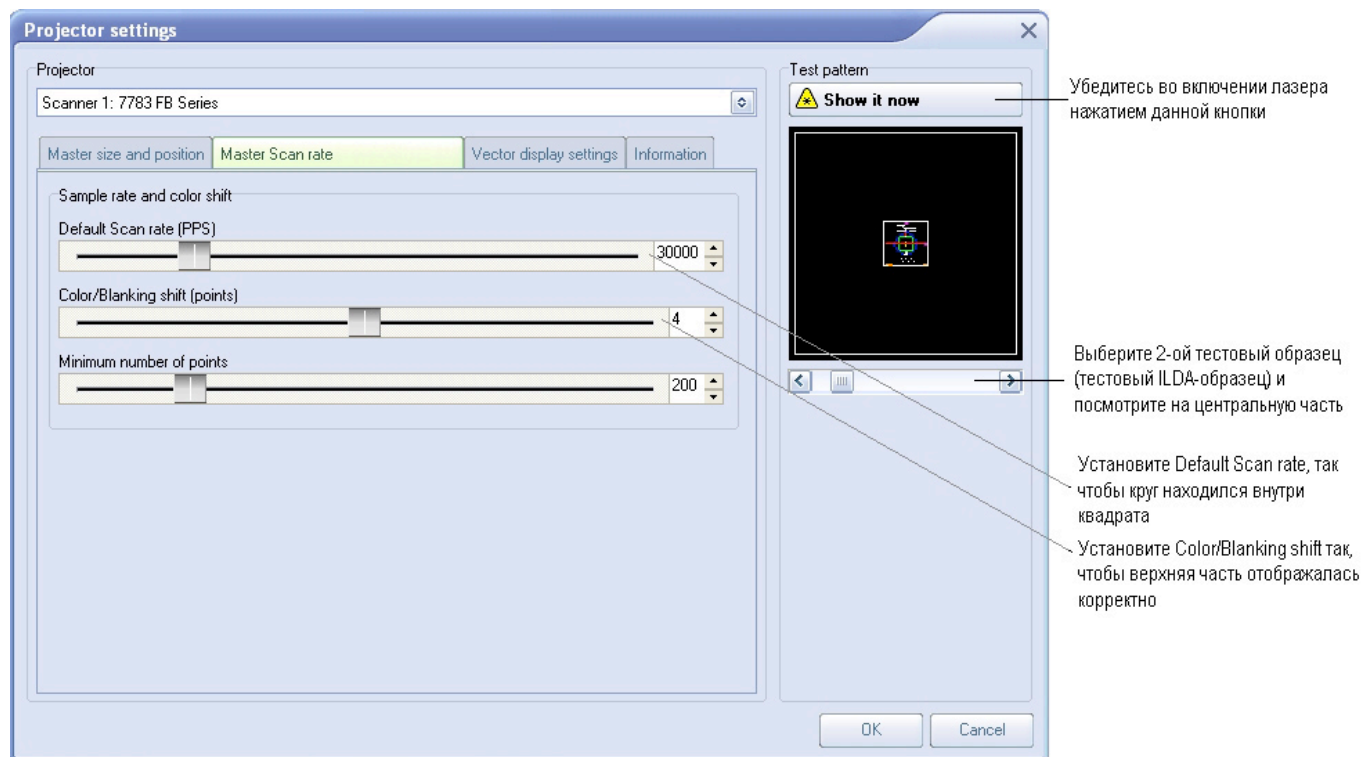 Projector settings
Projector
Scanner 1: 7783 FB Series
Master size and position
Master Scan rate
Vector display settings
Information
Sample rate and color shift
Default Scan rate (PPS)
30000
Color/Blanking shift (points)
4
Minimum number of points
200
Test pattern
Show it now
OK
Cancel
Убедитесь во включении лазера
нажатием данной кнопки
Выберите 2-ой тестовый образец
(тестовый ILDA-образец) и
посмотрите на центральную часть
Установите Default Scan rate, так
чтобы круг находился внутри
квадрата
Установите Color/Blanking shift так,
чтобы верхняя часть отображалась
корректно